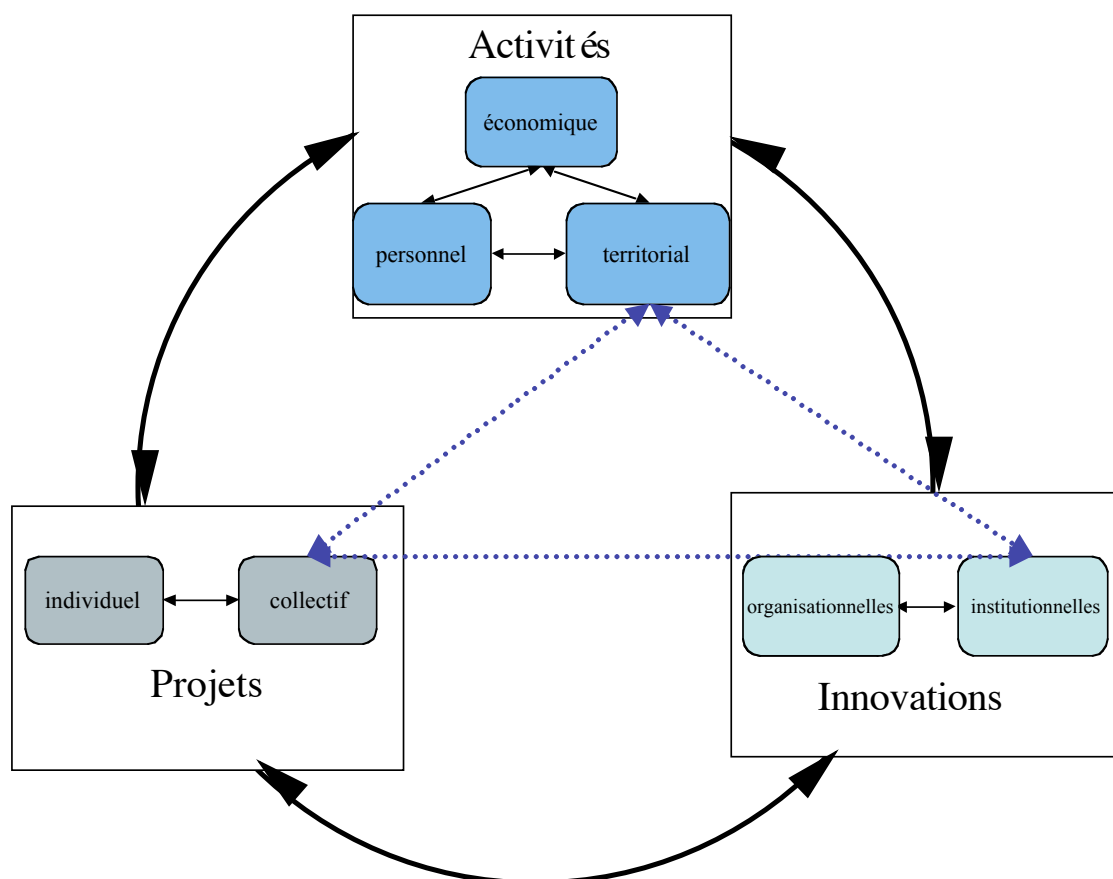 Activités
économique
personnel
territorial
individuel
collectif
Projets
organisationnelles
institutionnelles
Innovations